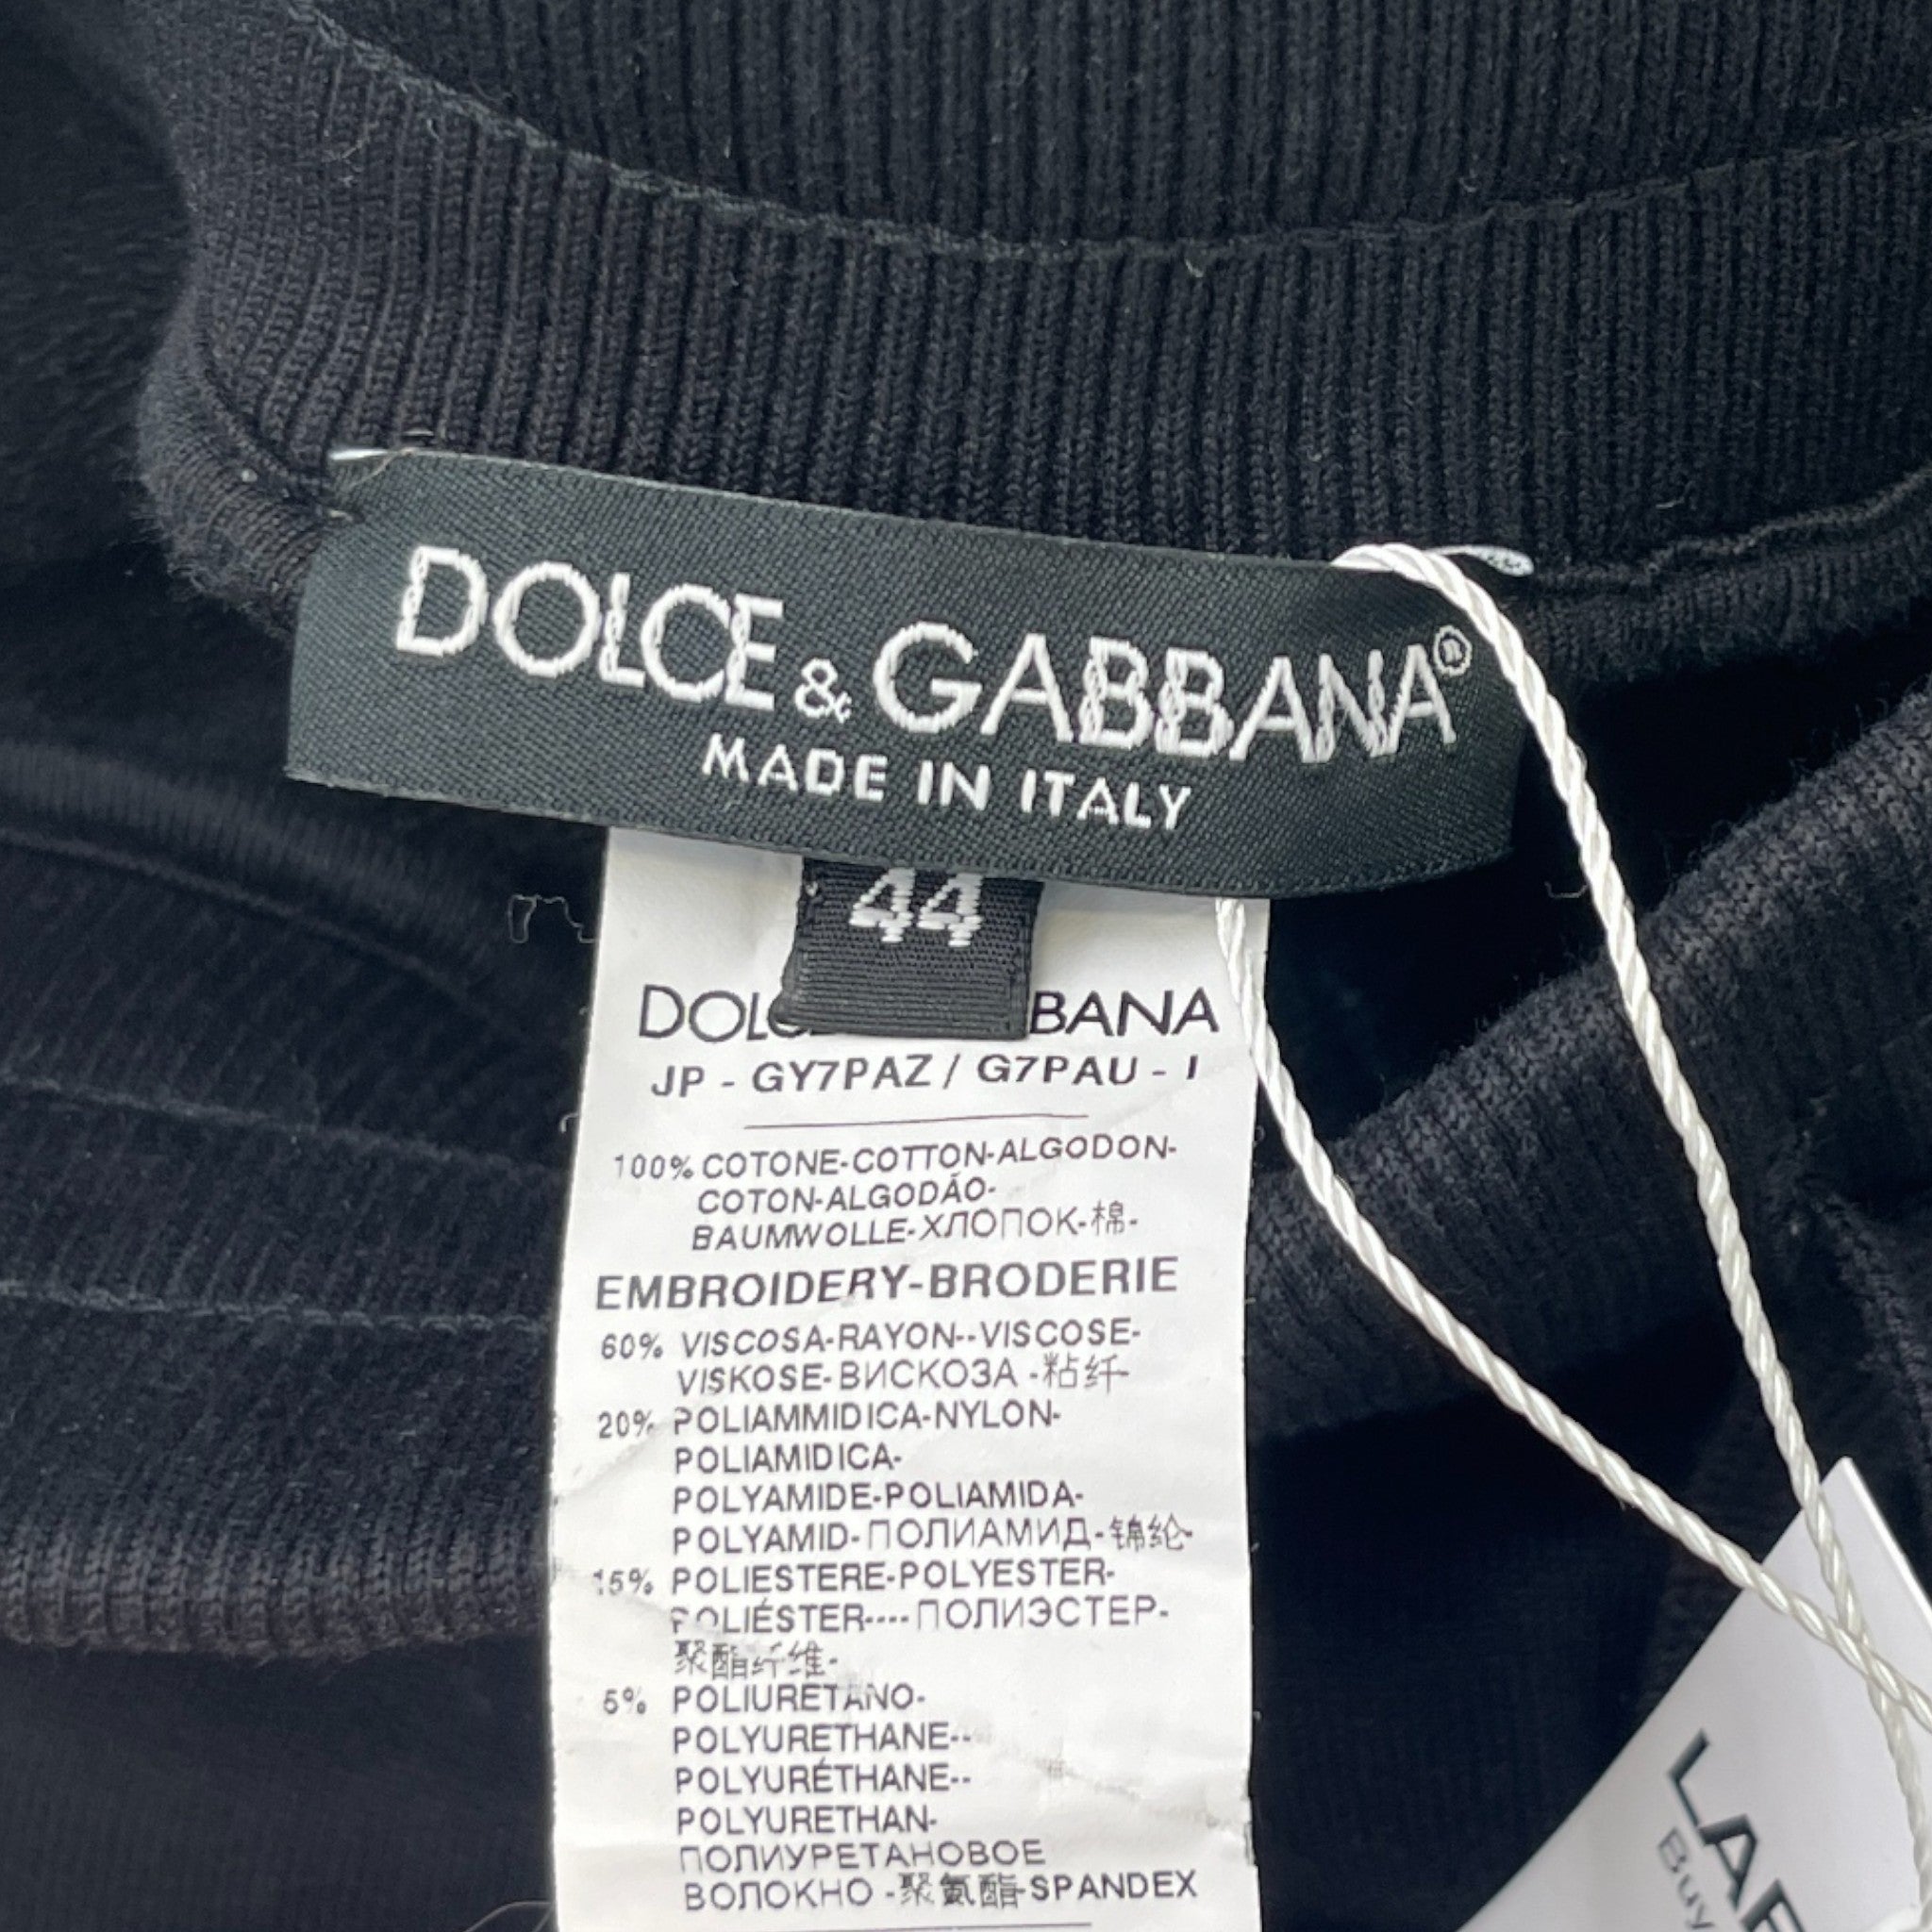 DOLCE & GABBANA®
MADE IN ITALY
44
JP - GY7PAZ / G7PAU - I
100% COTONE-COTTON-ALGODON-
COTON-ALGODÃO-
BAUMWOLLE-ХЛОПОК-棉-
EMBROIDERY-BRODERIE
60% VISCOSA-RAYON--VISCOSE-
VISKOSE-ВИСКОЗА -粘纤-
20% POLIAMMIDICA-NYLON-
POLIAMIDICA-
POLYAMIDE-POLIAMIDA-
POLYAMID-ПОЛИАМИД-锦纶-
15% POLIESTERE-POLYESTER-
POLIÉSTER----ПОЛИЭСТЕР-
聚酯纤维-
5% POLIURETANO-
POLYURETHANE--
POLYURÉTHANE--
POLYURETHAN-
ПОЛИУРЕТАНОВОЕ
ВОЛОКНО -聚氨酯-SPANDEX
Buy